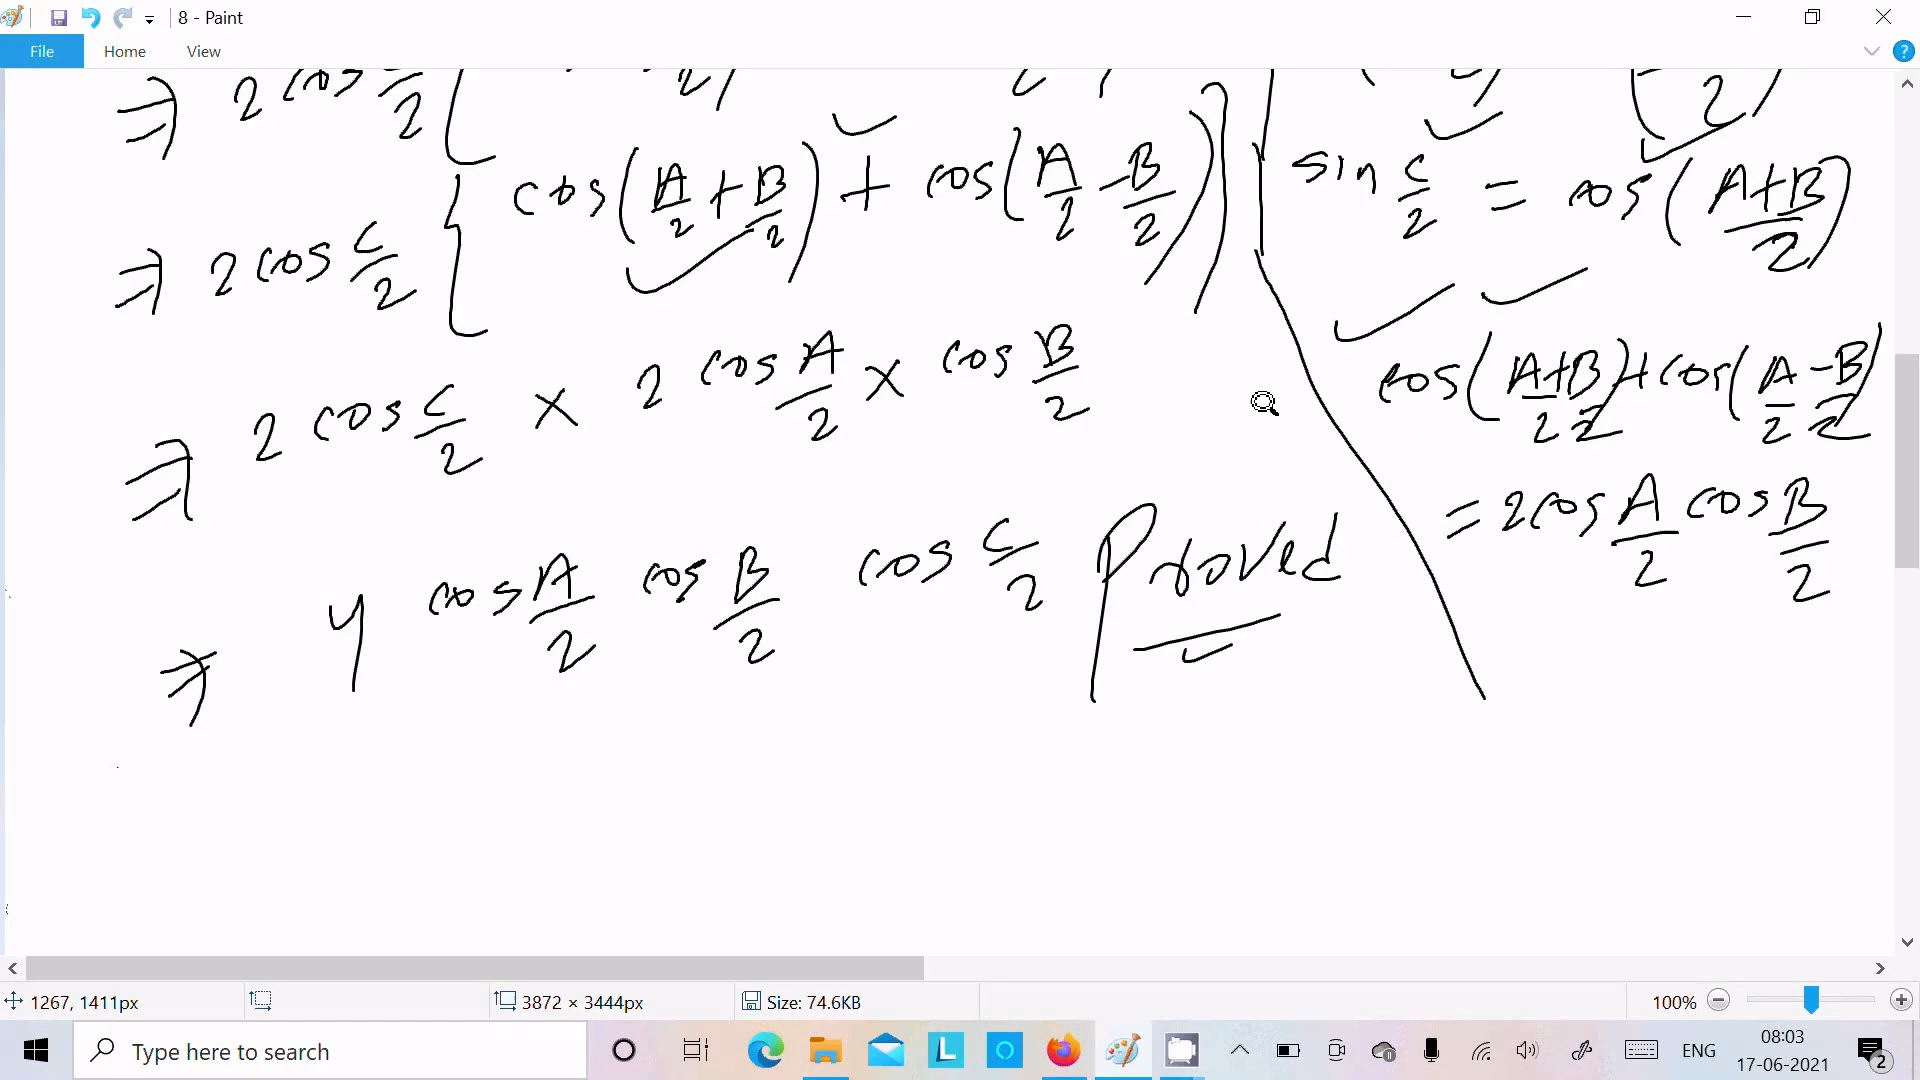 8 - Paint
File Home View
⇒ 2 cos C/2 {
⇒ 2 cos C/2 { cos(A/2 + B/2) + cos(A/2 - B/2) }
⇒ 2 cos C/2 × 2 cos A/2 × cos B/2
⇒ 4 cos A/2 cos B/2 cos C/2 Proved
sin C/2 = cos(A+B/2)
cos(A/2+B/2)+cos(A/2-B/2)
= 2cos A/2 cos B/2
1267, 1411px 3872 × 3444px Size: 74.6KB 100%
Type here to search
ENG
08:03
17-06-2021
2